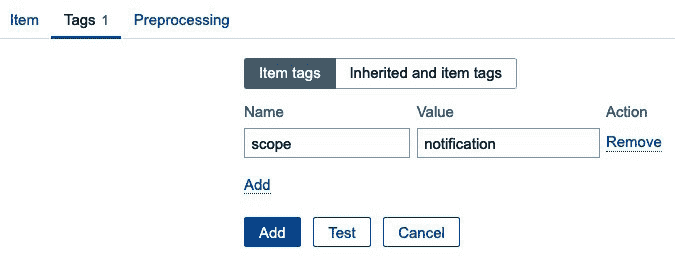 Item Tags 1 Preprocessing
Item tags Inherited and item tags
Name Value Action
scope notification Remove
Add
Add Test Cancel